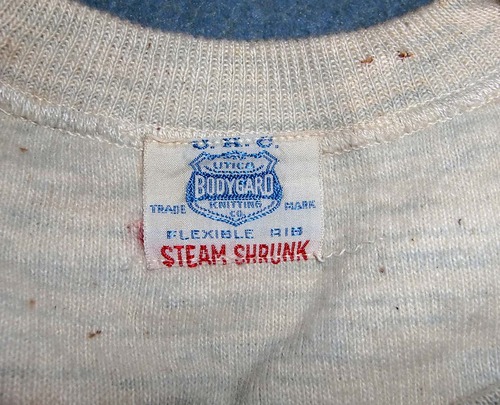 UTICA
BODYGARD
KNITTING
TRADE MARK
CO.
FLEXIBLE RIB
STEAM SHRUNK